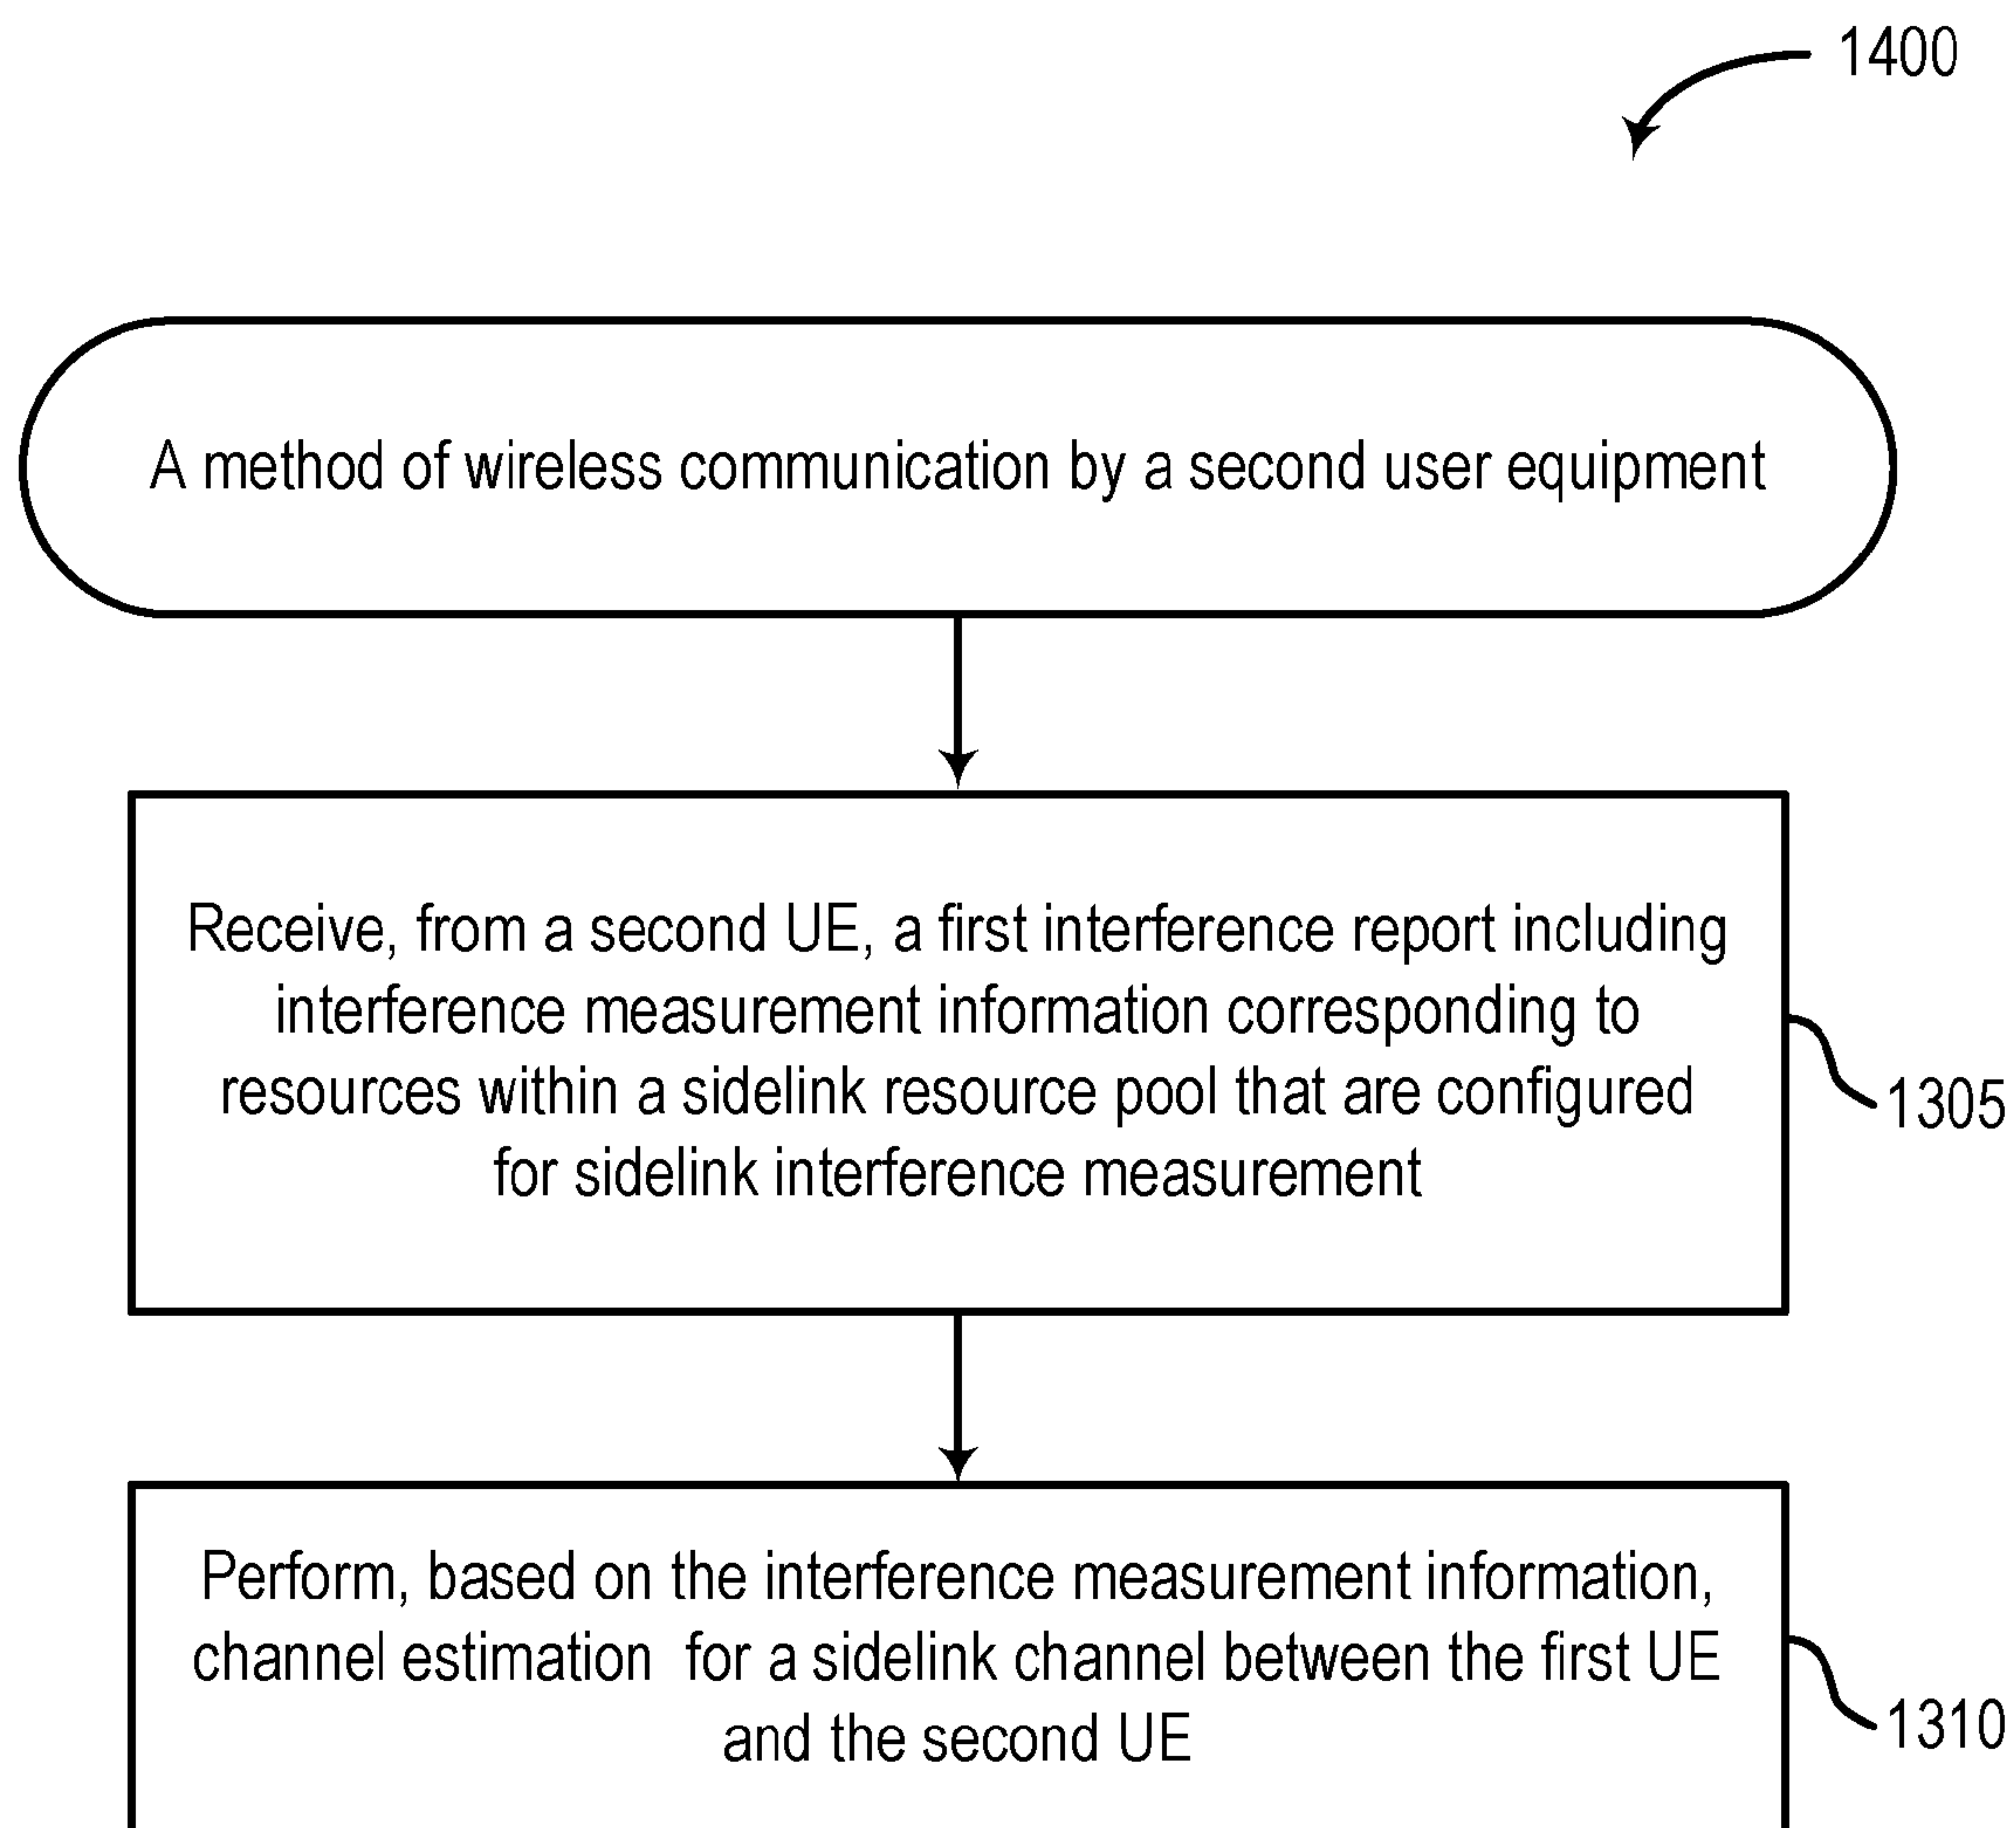 1400
A method of wireless communication by a second user equipment
Receive, from a second UE, a first interference report including
interference measurement information corresponding to
resources within a sidelink resource pool that are configured
for sidelink interference measurement
1305
Perform, based on the interference measurement information,
channel estimation for a sidelink channel between the first UE
and the second UE
1310